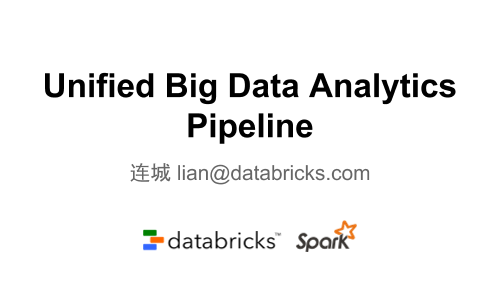 Unified Big Data Analytics
Pipeline
连城 lian@databricks.com
databricks™ Spark